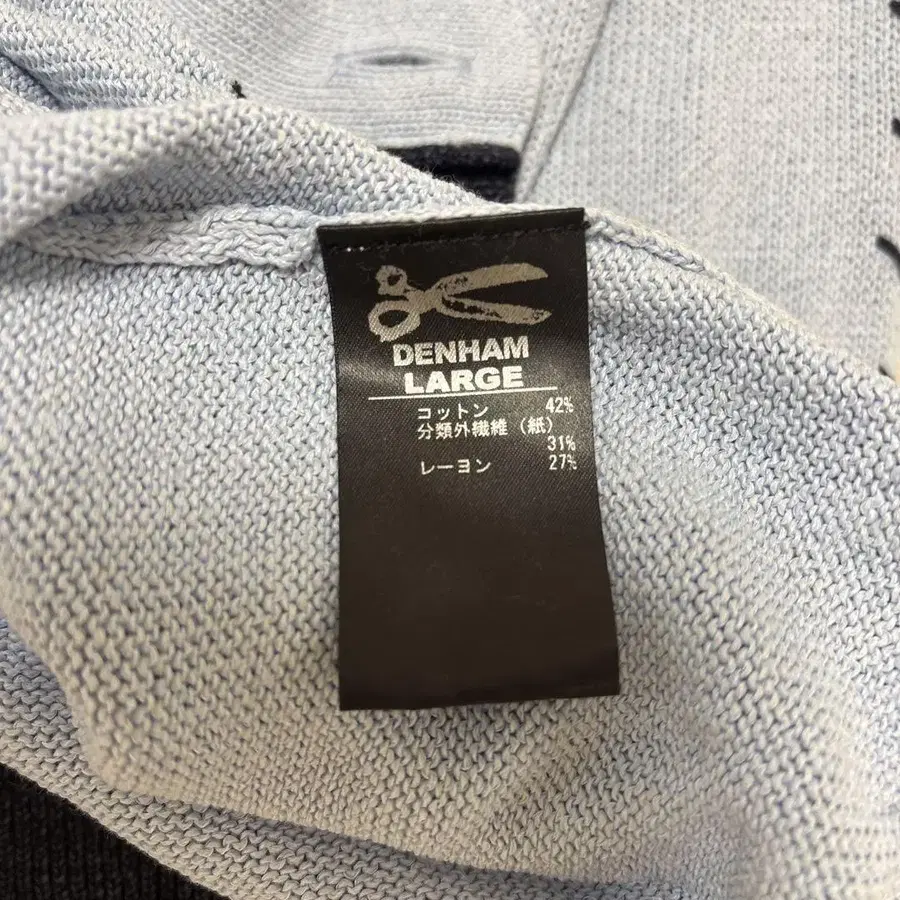 DENHAM
LARGE
コットン 42%
分類外繊維（紙）
31%
レーヨン 27%